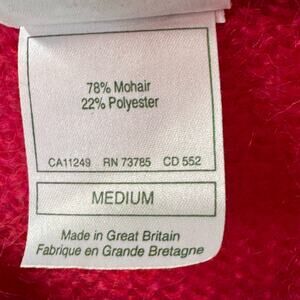 78% Mohair
22% Polyester
CA11249 RN 73785 CD 552
MEDIUM
Made in Great Britain
Fabrique en Grande Bretagne